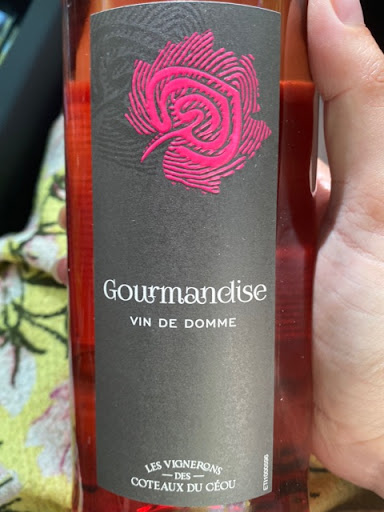 Gourmandise
VIN DE DOMME
LES VIGNERONS
DES
COTEAUX DU CÉOU